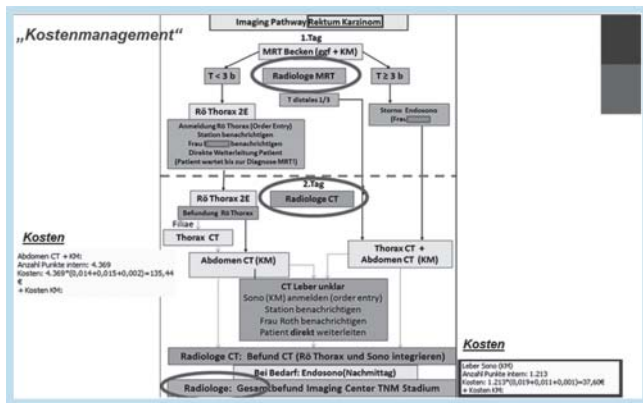 Imaging Pathway Rektum Karzinom
„Kostenmanagement“
1.Tag
MRT Becken (ggf + KM)
T < 3 b
Radiologe MRT
T ≥ 3 b
T distales 1/3
Rö Thorax 2E
Storno Endosono
(Frau
Anmeldung Rö Thorax (Order Entry)
Station benachrichtigen
Frau benachrichtigen
Direkte Weiterleitung Patient
(Patient wartet bis zur Diagnose MRT!)
2.Tag
Rö Thorax 2E
Radiologe CT
Befundung Rö Thorax
Filiae
Thorax CT
Kosten
Abdomen CT + KM:
Anzahl Punkte intern: 4.369
Kosten: 4.369*(0,014+0,015+0,002)=135,44
€
+ Kosten KM:
Abdomen CT (KM)
Thorax CT +
Abdomen CT (KM)
CT Leber unklar
Sono (KM) anmelden (order entry)
Station benachrichtigen
Frau Roth benachrichtigen
Patient direkt weiterleiten
Radiologe CT: Befund CT (Rö Thorax und Sono integrieren)
Bei Bedarf: Endosono(Nachmittag)
Radiologe: Gesamtbefund Imaging Center TNM Stadium
Kosten
Leber Sono (KM)
Anzahl Punkte intern: 1.213
Kosten: 1.213*(0,019+0,011+0,001)=37,60€
+ Kosten KM: